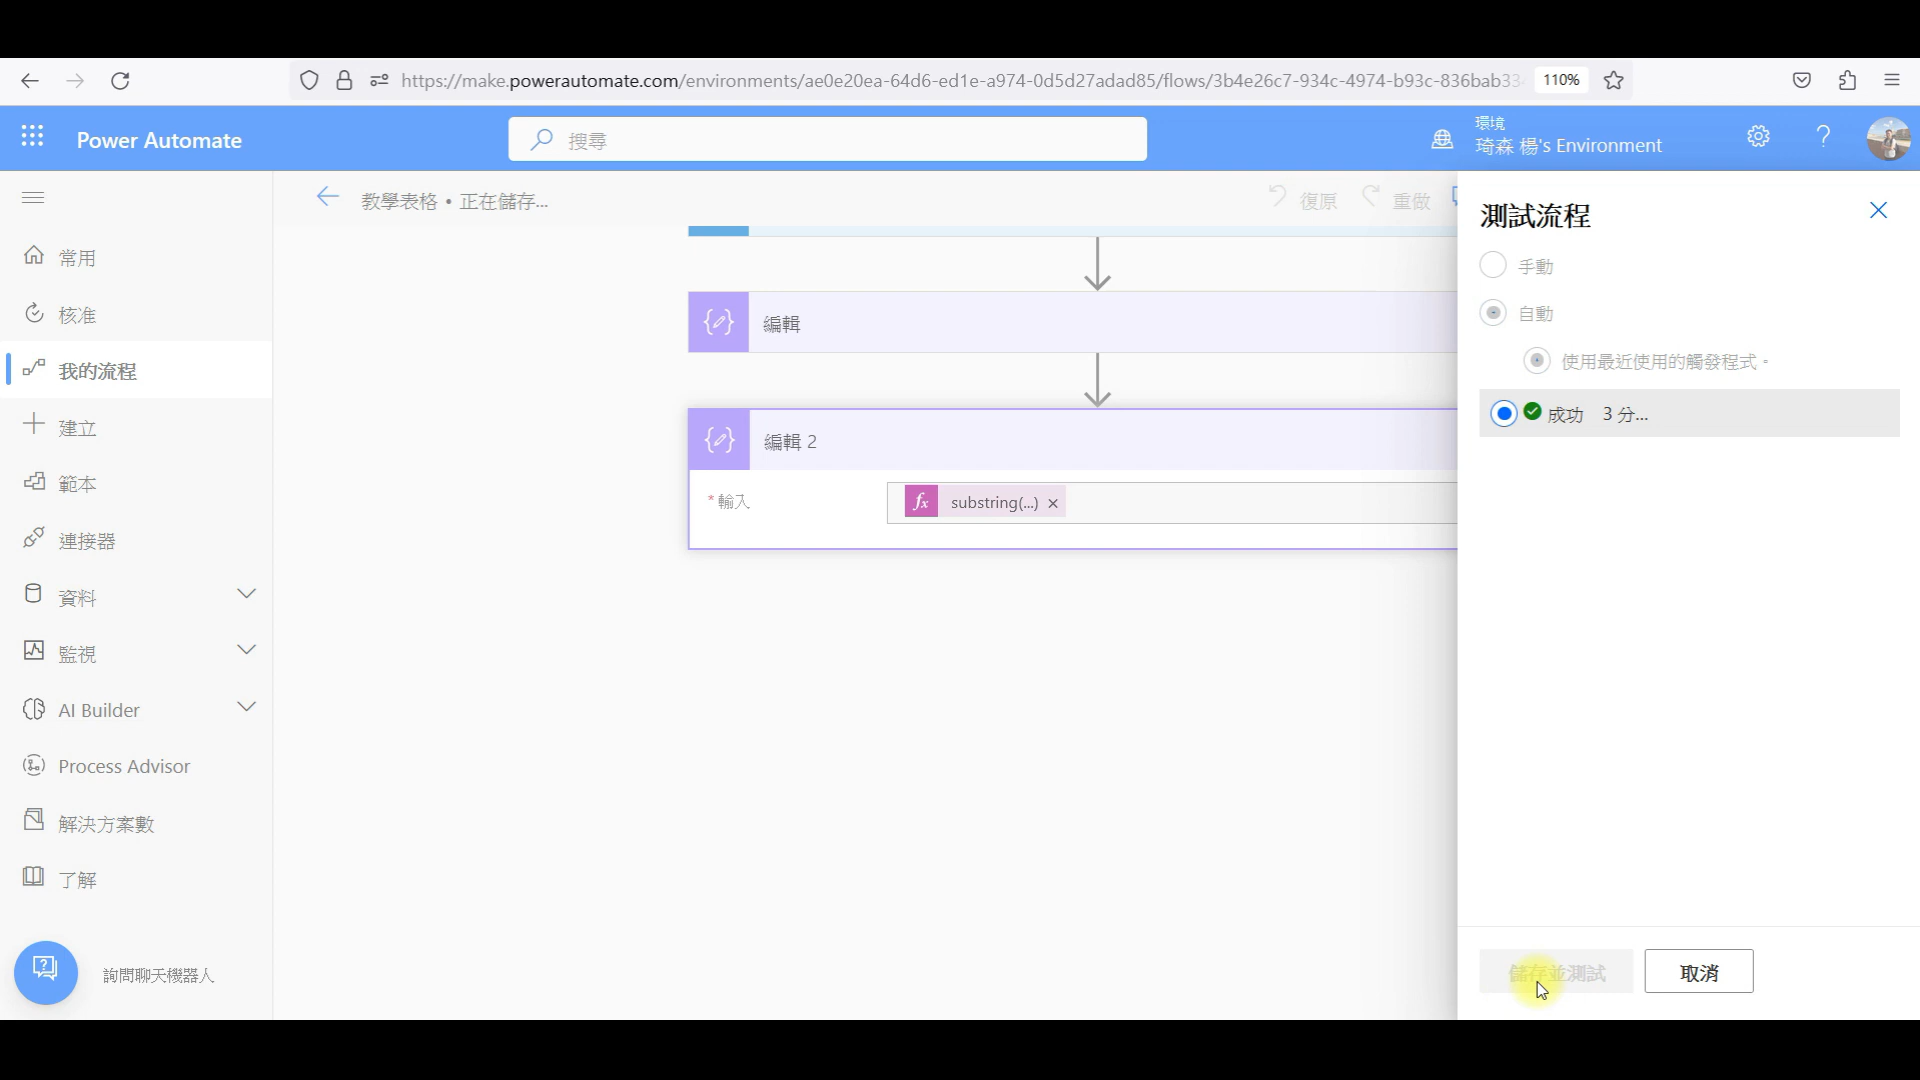 https://make.powerautomate.com/environments/ae0e20ea-64d6-ed1e-a974-0d5d27adad85/flows/3b4e26c7-934c-4974-b93c-836bab33
110%
Power Automate
搜尋
環境
琦森 楊's Environment
教學表格 • 正在儲存...
復原
重做
常用
核准
我的流程
建立
範本
連接器
資料
監視
AI Builder
Process Advisor
解決方案數
了解
詢問聊天機器人
編輯
編輯 2
* 輸入
fx substring(...) ×
測試流程
手動
自動
使用最近使用的觸發程式。
成功 3 分...
儲存並測試
取消